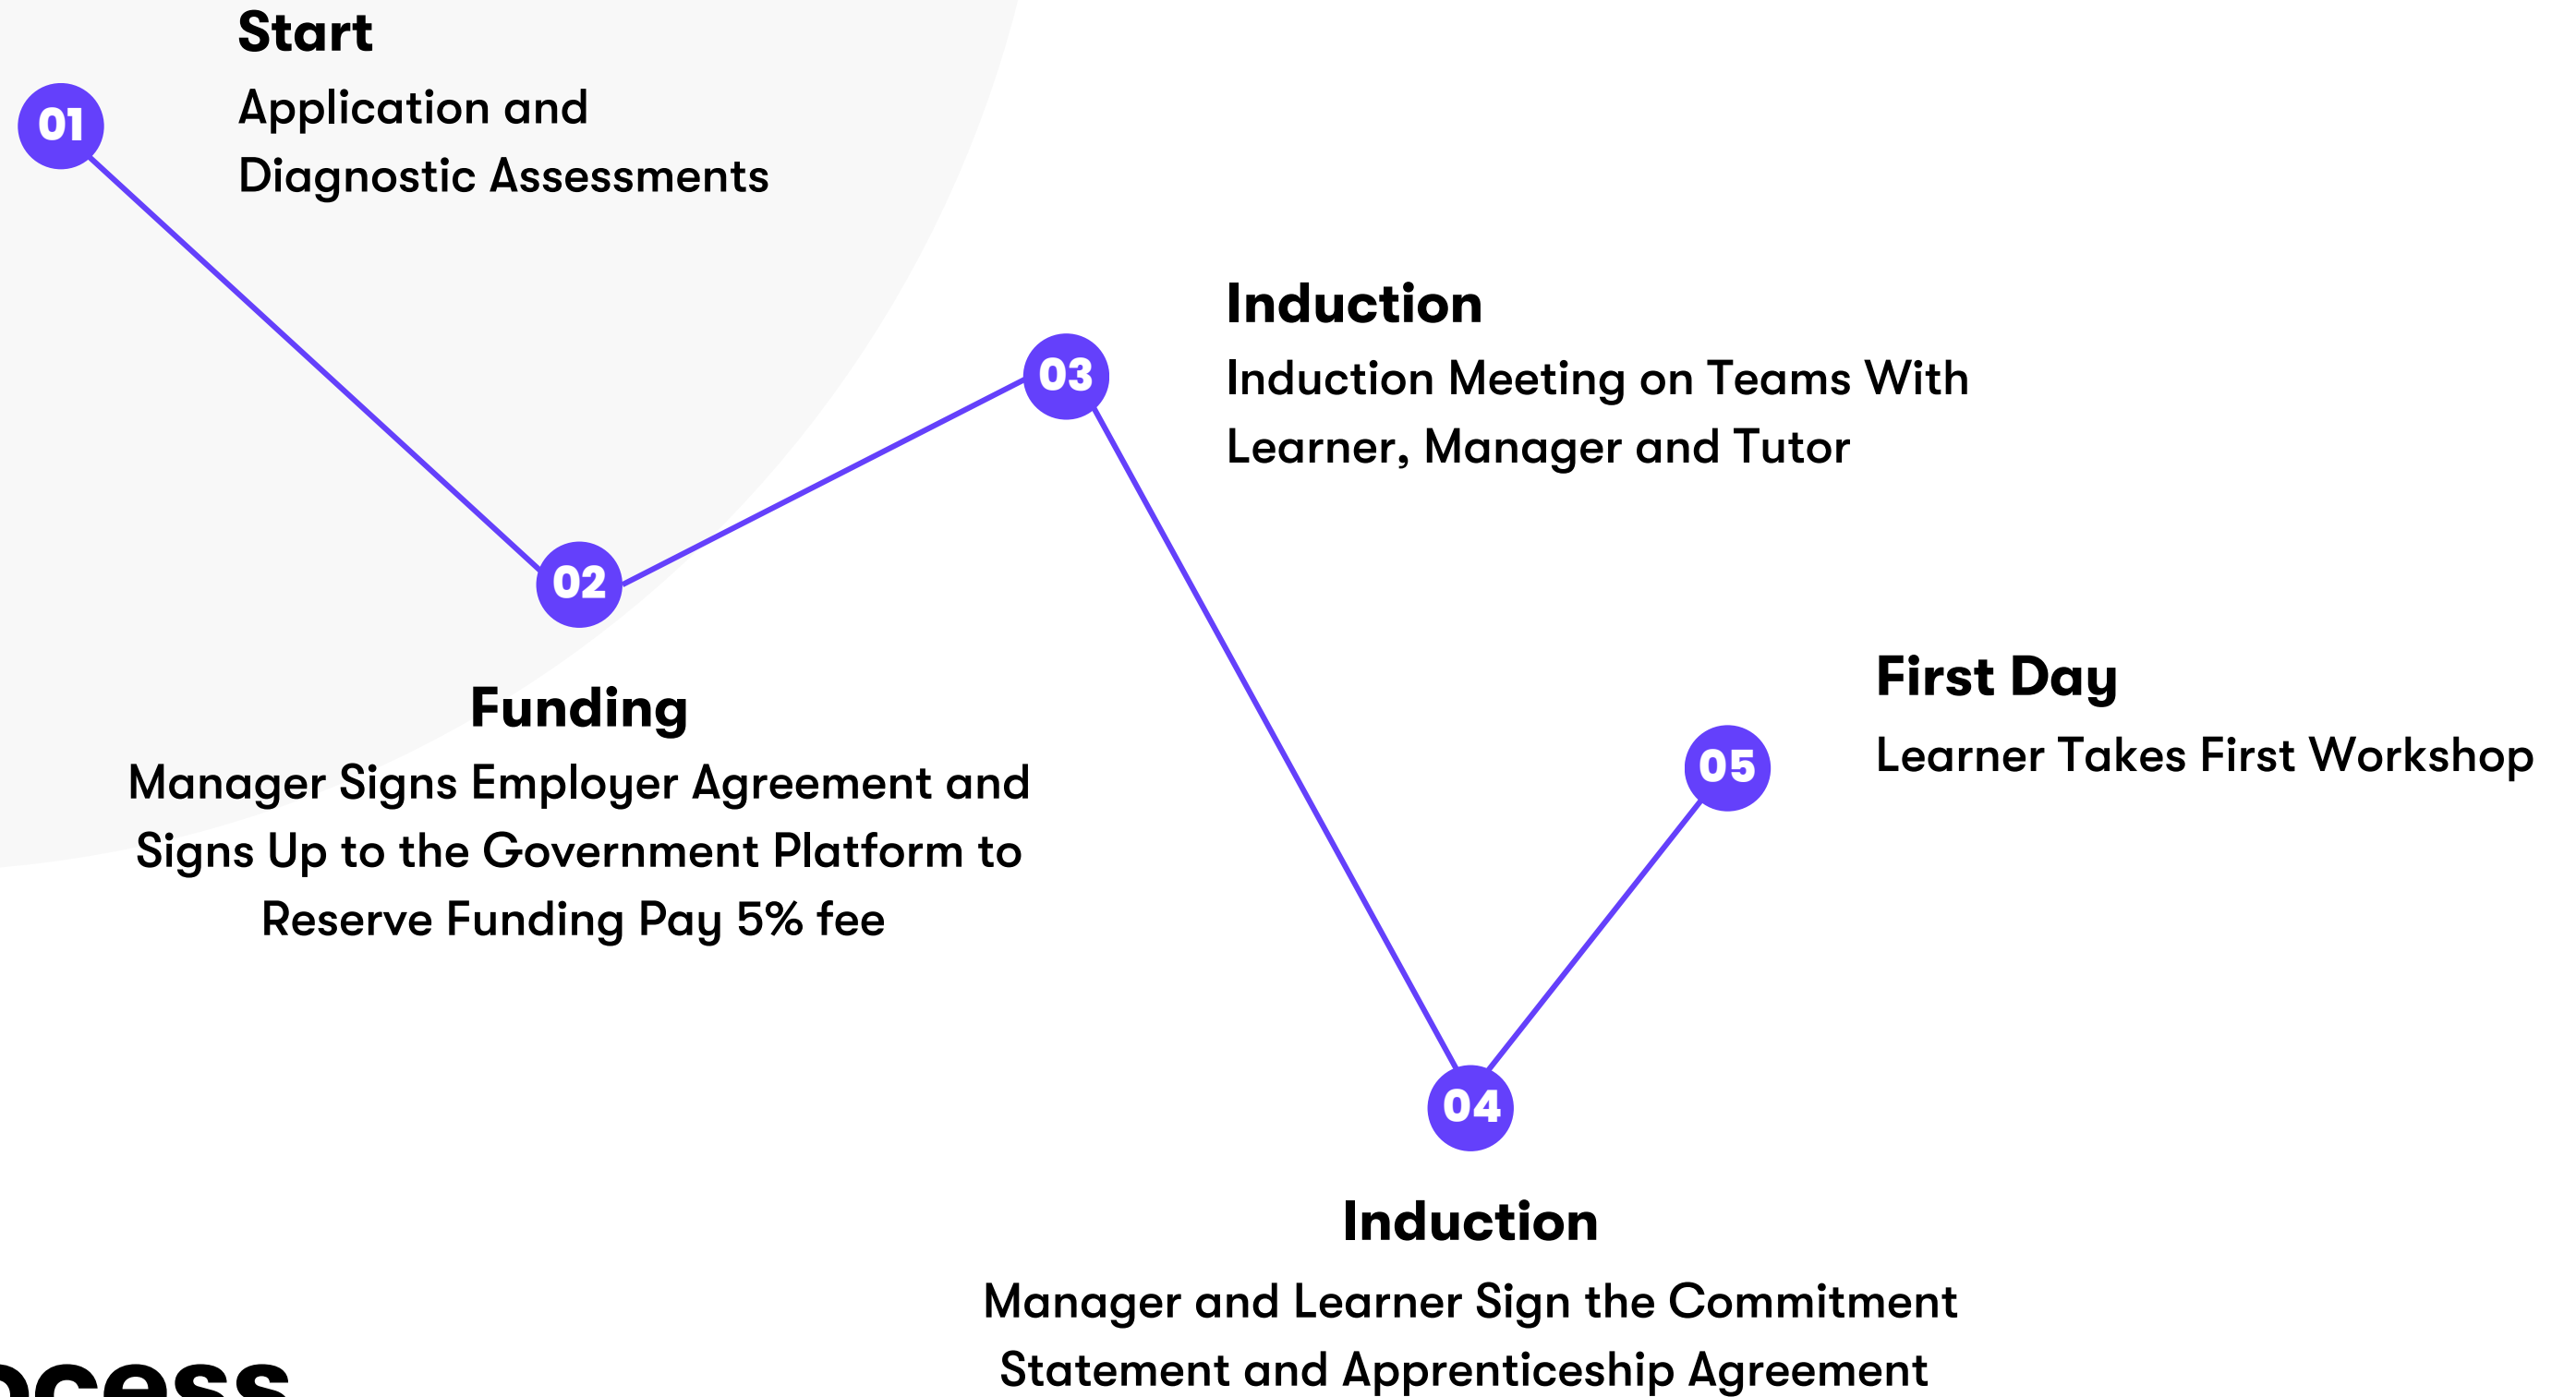 Start
01
Application and
Diagnostic Assessments
02
Funding
Manager Signs Employer Agreement and
Signs Up to the Government Platform to
Reserve Funding Pay 5% fee
03
Induction
Induction Meeting on Teams With
Learner, Manager and Tutor
04
Induction
Manager and Learner Sign the Commitment
Statement and Apprenticeship Agreement
05
First Day
Learner Takes First Workshop